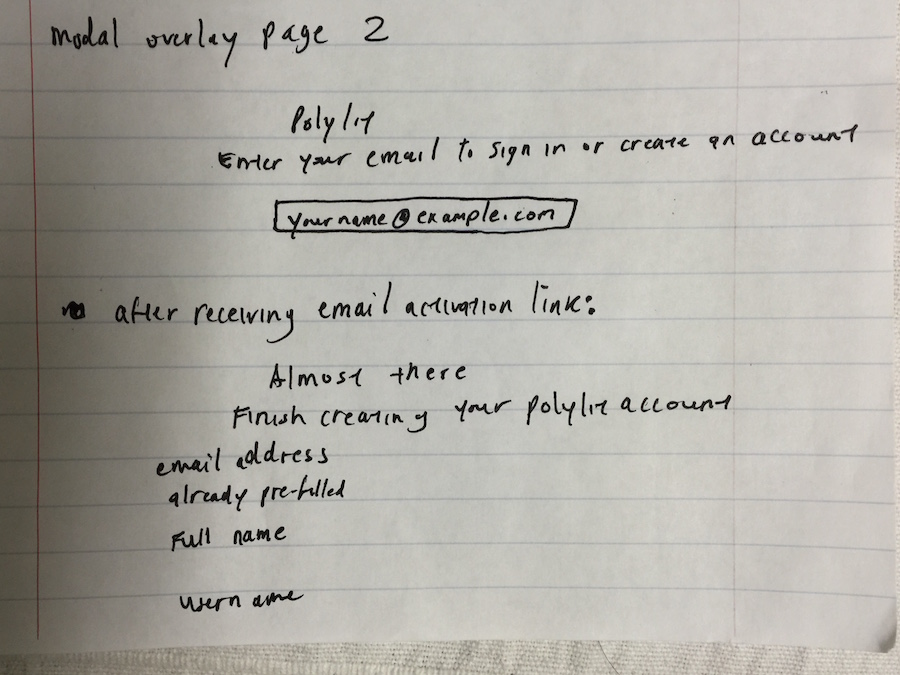 modal overlay page 2
Polylit
Enter your email to sign in or create an account
yourname@example.com
after receiving email activation link:
Almost there
Finish creating your polylit account
email address
already pre-filled
Full name
username